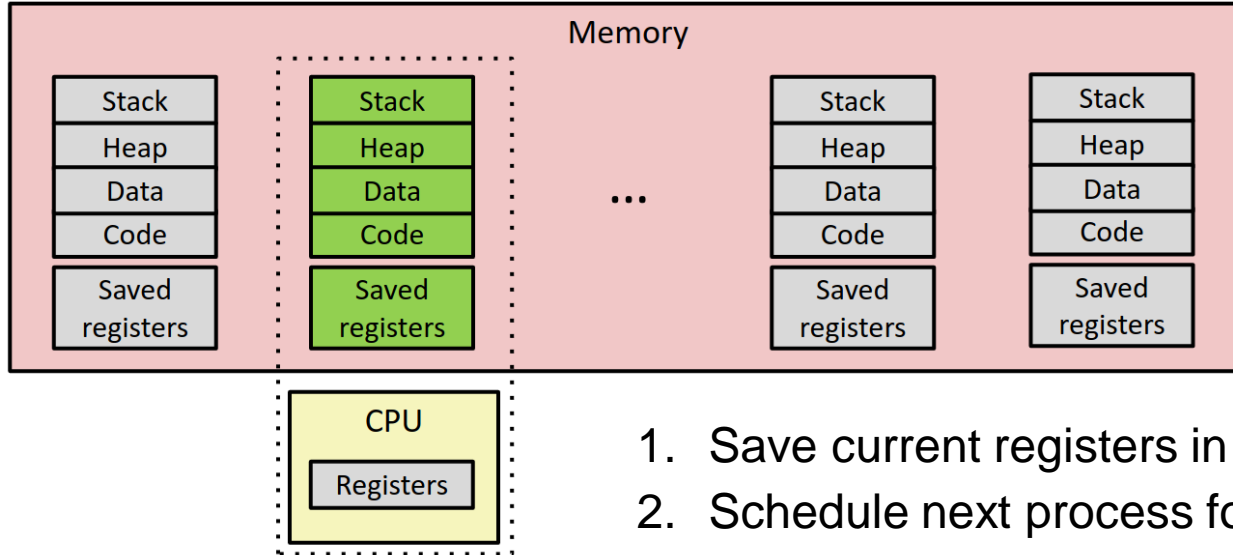 Memory
Stack
Heap
Data
Code
Saved
registers
Stack
Heap
Data
Code
Saved
registers
...
Stack
Heap
Data
Code
Saved
registers
Stack
Heap
Data
Code
Saved
registers
CPU
Registers
1. Save current registers in
2. Schedule next process